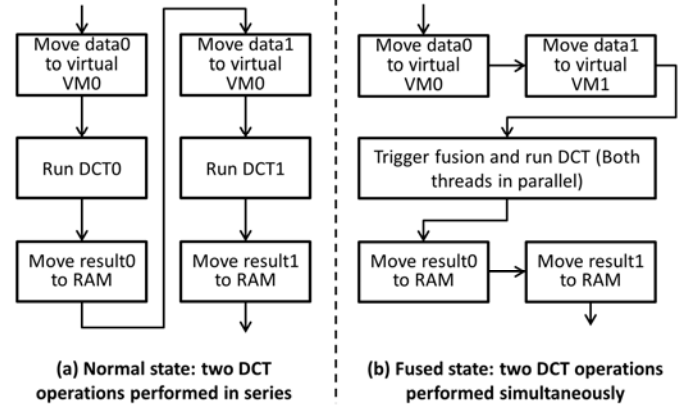 Move data0
to virtual
VM0
Run DCT0
Move result0
to RAM
Move data1
to virtual
VM0
Run DCT1
Move result1
to RAM
(a) Normal state: two DCT
operations performed in series
Move data0
to virtual
VM0
Move data1
to virtual
VM1
Trigger fusion and run DCT (Both
threads in parallel)
Move result0
to RAM
Move result1
to RAM
(b) Fused state: two DCT operations
performed simultaneously